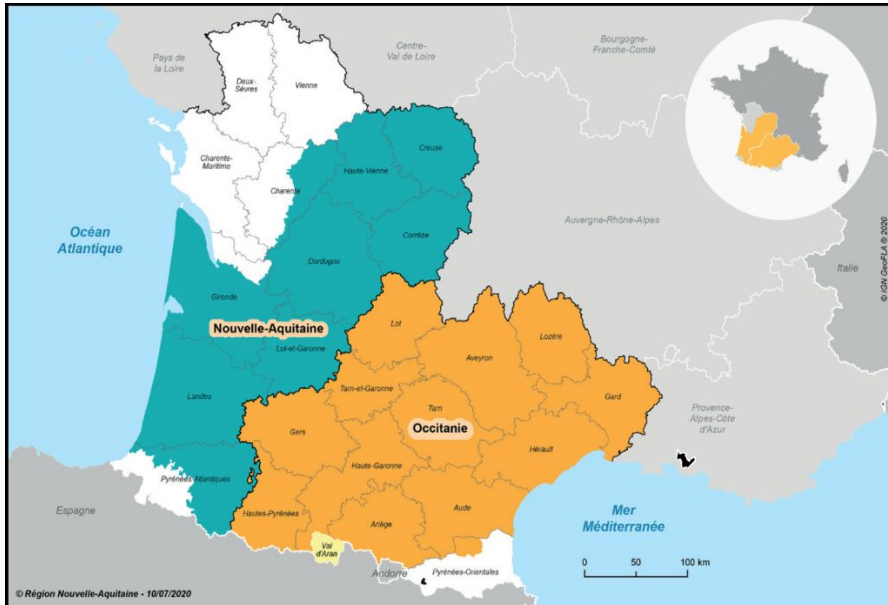 Pays de
la Loire
Centre-
Val de Loire
Bourgogne-
Franche-Comté
Deux-
Sèvres
Vienne
Charente-
Maritime
Charente
Haute-Vienne
Creuse
Corrèze
Dordogne
Auvergne-Rhône-Alpes
Océan
Atlantique
Italie
© IGN GeoFLA ® 2020
Gironde
Nouvelle-Aquitaine
Lot-et-Garonne
Lot
Lozère
Aveyron
Landes
Tarn-et-Garonne
Tarn
Gard
Provence-
Alpes-Côte
d'Azur
Gers
Occitanie
Hérault
Haute-Garonne
Pyrénées-Atlantiques
Hautes-Pyrénées
Ariège
Aude
Espagne
Mer
Méditerranée
Val
d'Aran
Andorre
Pyrénées-Orientales
0 50 100 km
© Région Nouvelle-Aquitaine - 10/07/2020